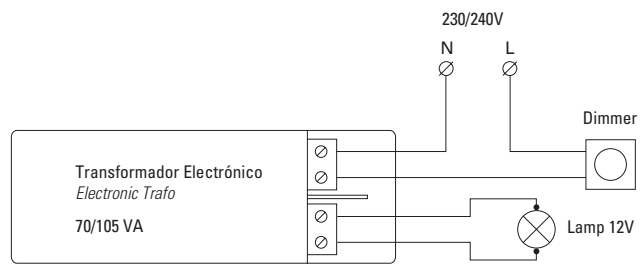 230/240V
N L
Dimmer
Transformador Electrónico
Electronic Trafo
70/105 VA
Lamp 12V